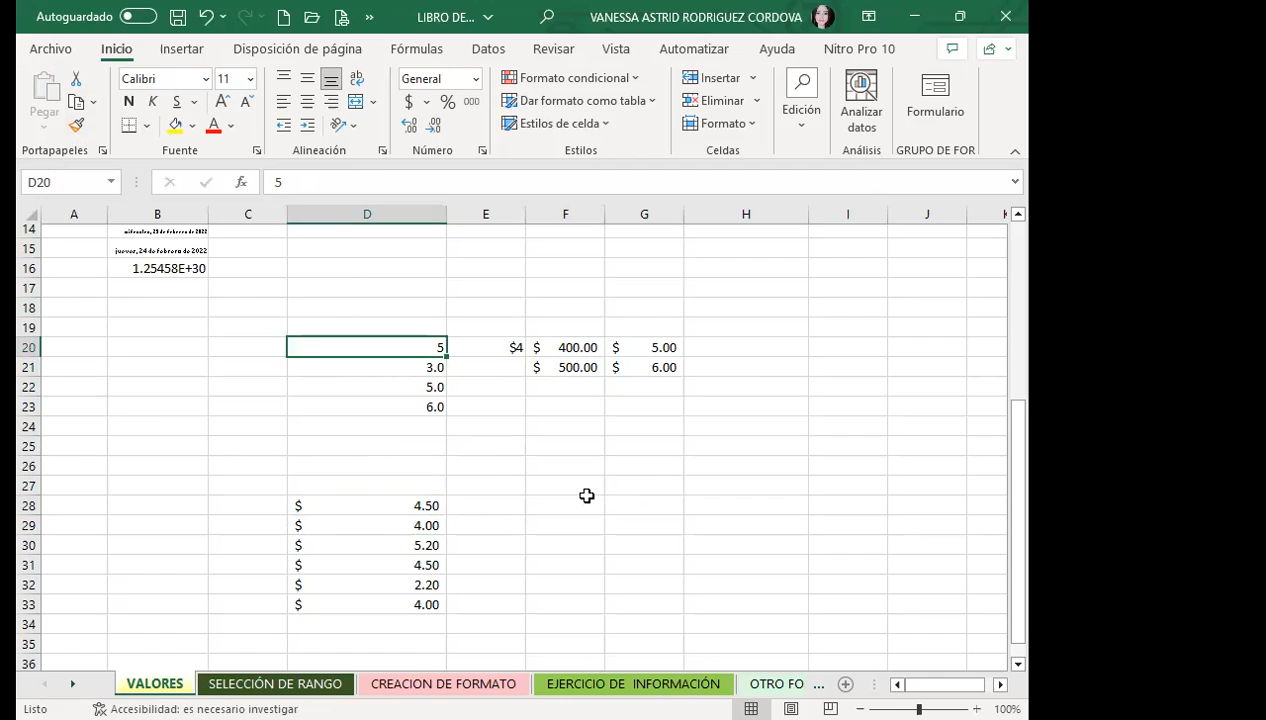 Autoguardado LIBRO DE... VANESSA ASTRID RODRIGUEZ CORDOVA
Archivo Inicio Insertar Disposición de página Fórmulas Datos Revisar Vista Automatizar Ayuda Nitro Pro 10
Pegar
Calibri 11
N K S
General
$ % 000
Formato condicional
Dar formato como tabla
Estilos de celda
Insertar
Eliminar
Formato
Edición
Analizar datos
Formulario
Portapapeles Fuente Alineación Número Estilos Celdas Análisis GRUPO DE FOR
D20 fx 5
A B C D E F G H I J K
14 miércoles, 23 de febrero de 2022
15 jueves, 24 de febrero de 2022
16 1.25458E+30
17
18
19
20 5 $4 $ 400.00 $ 5.00
21 3.0 $ 500.00 $ 6.00
22 5.0
23 6.0
24
25
26
27
28 $ 4.50
29 $ 4.00
30 $ 5.20
31 $ 4.50
32 $ 2.20
33 $ 4.00
34
35
36
VALORES SELECCIÓN DE RANGO CREACION DE FORMATO EJERCICIO DE INFORMACIÓN OTRO FO ...
Listo Accesibilidad: es necesario investigar 100%